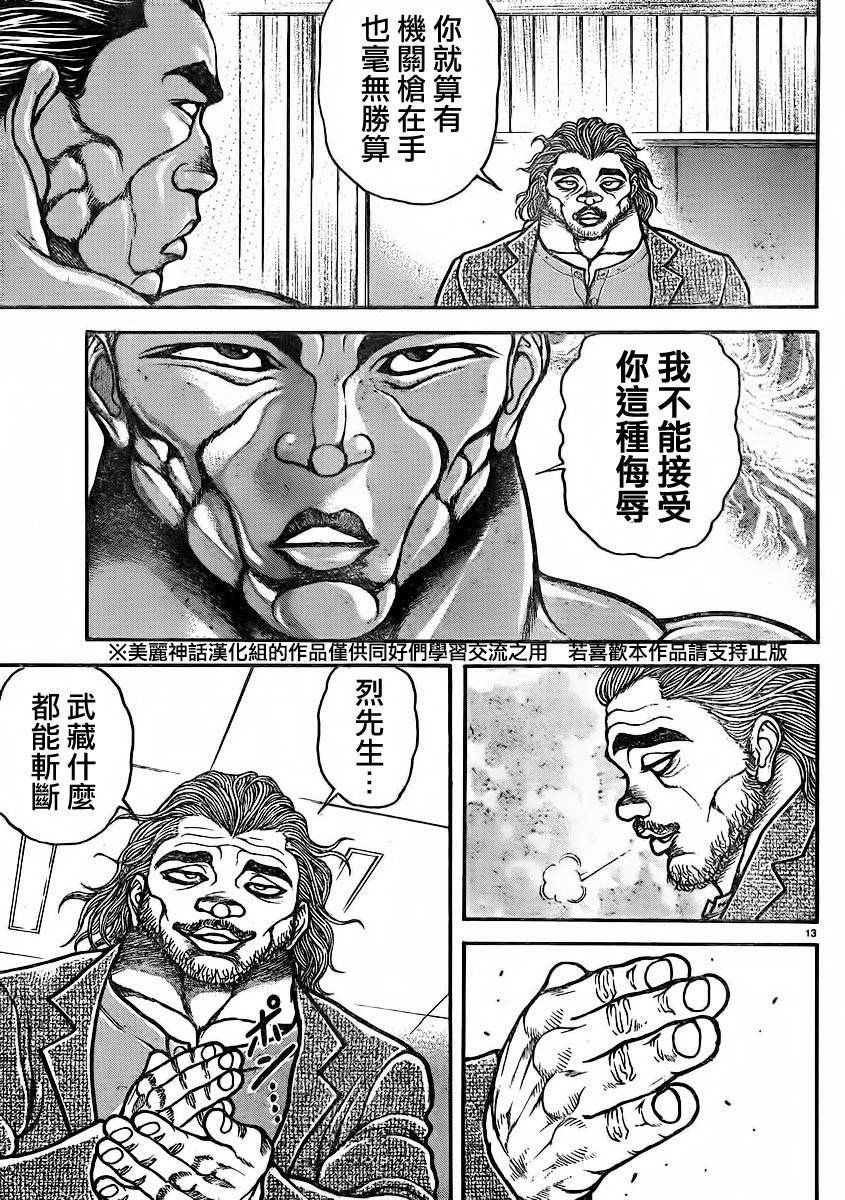 你就算有
機關槍在手
也毫無勝算
我不能接受
你這種侮辱
※美麗神話漢化組的作品僅供同好們學習交流之用　若喜歡本作品請支持正版
13
烈先生…
武藏什麼
都能斬斷
ポン…